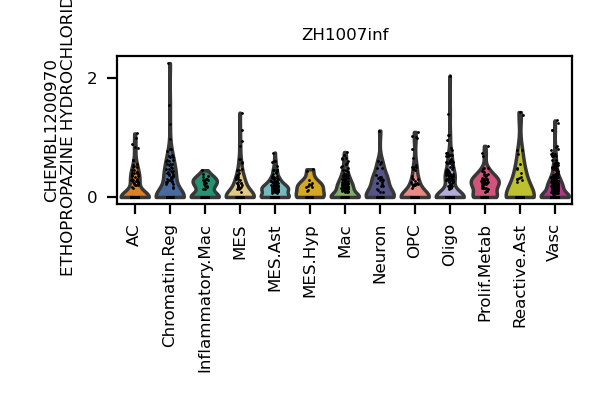 ZH1007inf
CHEMBL1200970
ETHOPROPAZINE HYDROCHLORID
2
0
AC
Chromatin.Reg
Inflammatory.Mac
MES
MES.Ast
MES.Hyp
Mac
Neuron
OPC
Oligo
Prolif.Metab
Reactive.Ast
Vasc